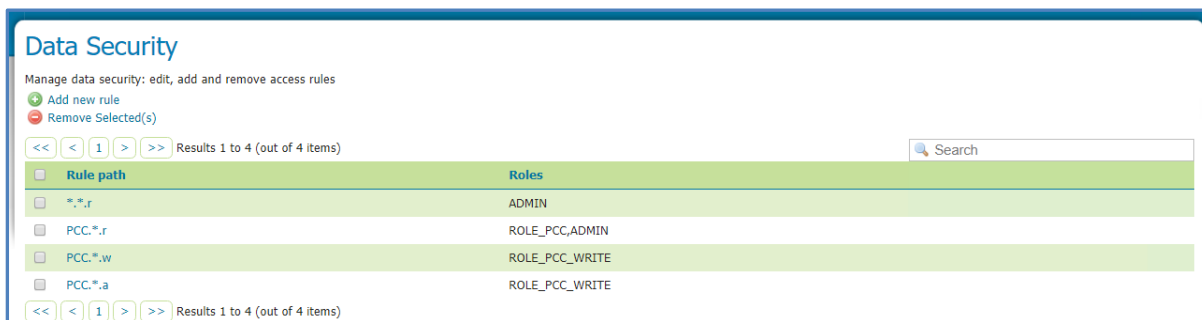 Data Security
Manage data security: edit, add and remove access rules
Add new rule
Remove Selected(s)
<< < 1 > >> Results 1 to 4 (out of 4 items) Search
Rule path Roles
*.*.r ADMIN
PCC.*.r ROLE_PCC,ADMIN
PCC.*.w ROLE_PCC_WRITE
PCC.*.a ROLE_PCC_WRITE
<< < 1 > >> Results 1 to 4 (out of 4 items)